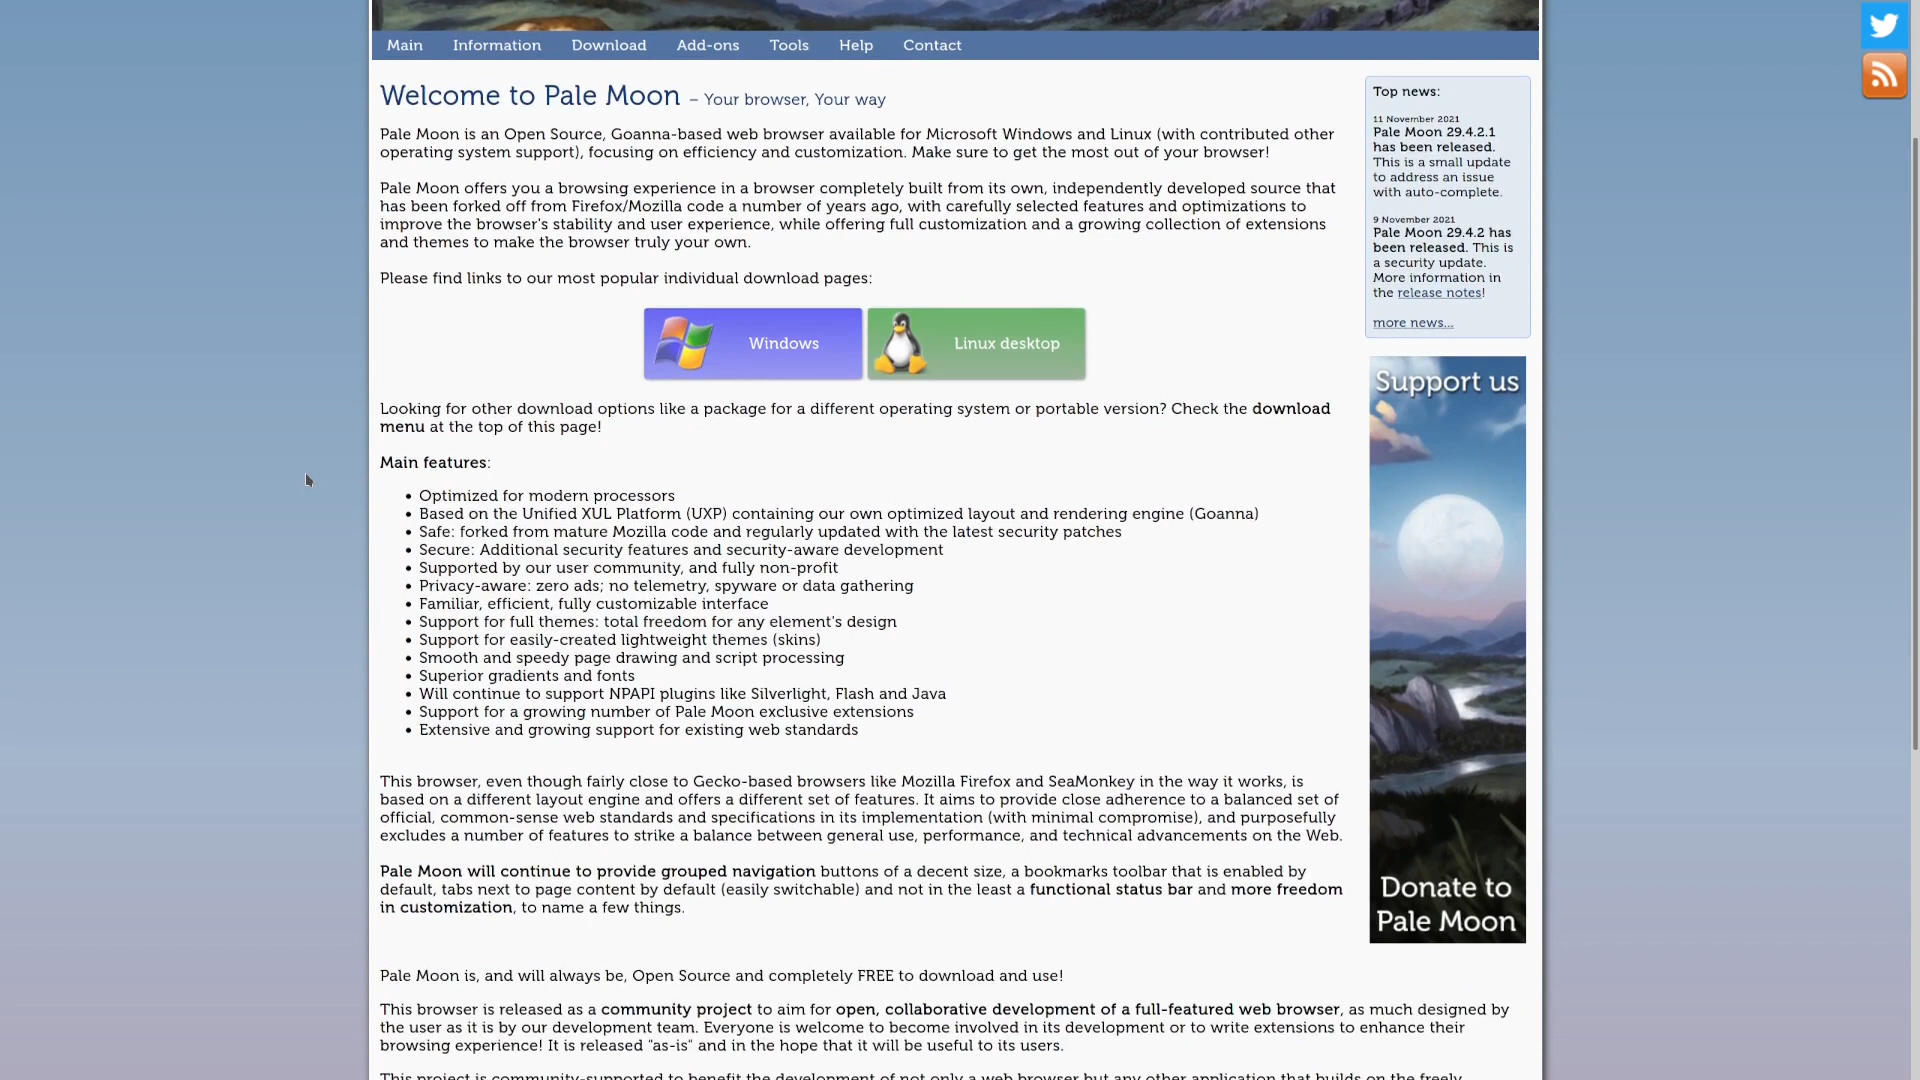 Main Information Download Add-ons Tools Help Contact
Welcome to Pale Moon – Your browser, Your way
Pale Moon is an Open Source, Goanna-based web browser available for Microsoft Windows and Linux (with contributed other
operating system support), focusing on efficiency and customization. Make sure to get the most out of your browser!
Pale Moon offers you a browsing experience in a browser completely built from its own, independently developed source that
has been forked off from Firefox/Mozilla code a number of years ago, with carefully selected features and optimizations to
improve the browser's stability and user experience, while offering full customization and a growing collection of extensions
and themes to make the browser truly your own.
Please find links to our most popular individual download pages:
Windows
Linux desktop
Looking for other download options like a package for a different operating system or portable version? Check the download
menu at the top of this page!
Main features:
• Optimized for modern processors
• Based on the Unified XUL Platform (UXP) containing our own optimized layout and rendering engine (Goanna)
• Safe: forked from mature Mozilla code and regularly updated with the latest security patches
• Secure: Additional security features and security-aware development
• Supported by our user community, and fully non-profit
• Privacy-aware: zero ads; no telemetry, spyware or data gathering
• Familiar, efficient, fully customizable interface
• Support for full themes: total freedom for any element's design
• Support for easily-created lightweight themes (skins)
• Smooth and speedy page drawing and script processing
• Superior gradients and fonts
• Will continue to support NPAPI plugins like Silverlight, Flash and Java
• Support for a growing number of Pale Moon exclusive extensions
• Extensive and growing support for existing web standards
This browser, even though fairly close to Gecko-based browsers like Mozilla Firefox and SeaMonkey in the way it works, is
based on a different layout engine and offers a different set of features. It aims to provide close adherence to a balanced set of
official, common-sense web standards and specifications in its implementation (with minimal compromise), and purposefully
excludes a number of features to strike a balance between general use, performance, and technical advancements on the Web.
Pale Moon will continue to provide grouped navigation buttons of a decent size, a bookmarks toolbar that is enabled by
default, tabs next to page content by default (easily switchable) and not in the least a functional status bar and more freedom
in customization, to name a few things.
Pale Moon is, and will always be, Open Source and completely FREE to download and use!
This browser is released as a community project to aim for open, collaborative development of a full-featured web browser, as much designed by
the user as it is by our development team. Everyone is welcome to become involved in its development or to write extensions to enhance their
browsing experience! It is released "as-is" and in the hope that it will be useful to its users.
This project is community-supported to benefit the development of not only a web browser but any other application that builds on the freely
Top news:
11 November 2021
Pale Moon 29.4.2.1
has been released.
This is a small update
to address an issue
with auto-complete.
9 November 2021
Pale Moon 29.4.2 has
been released. This is
a security update.
More information in
the release notes!
more news...
Support us
Donate to
Pale Moon